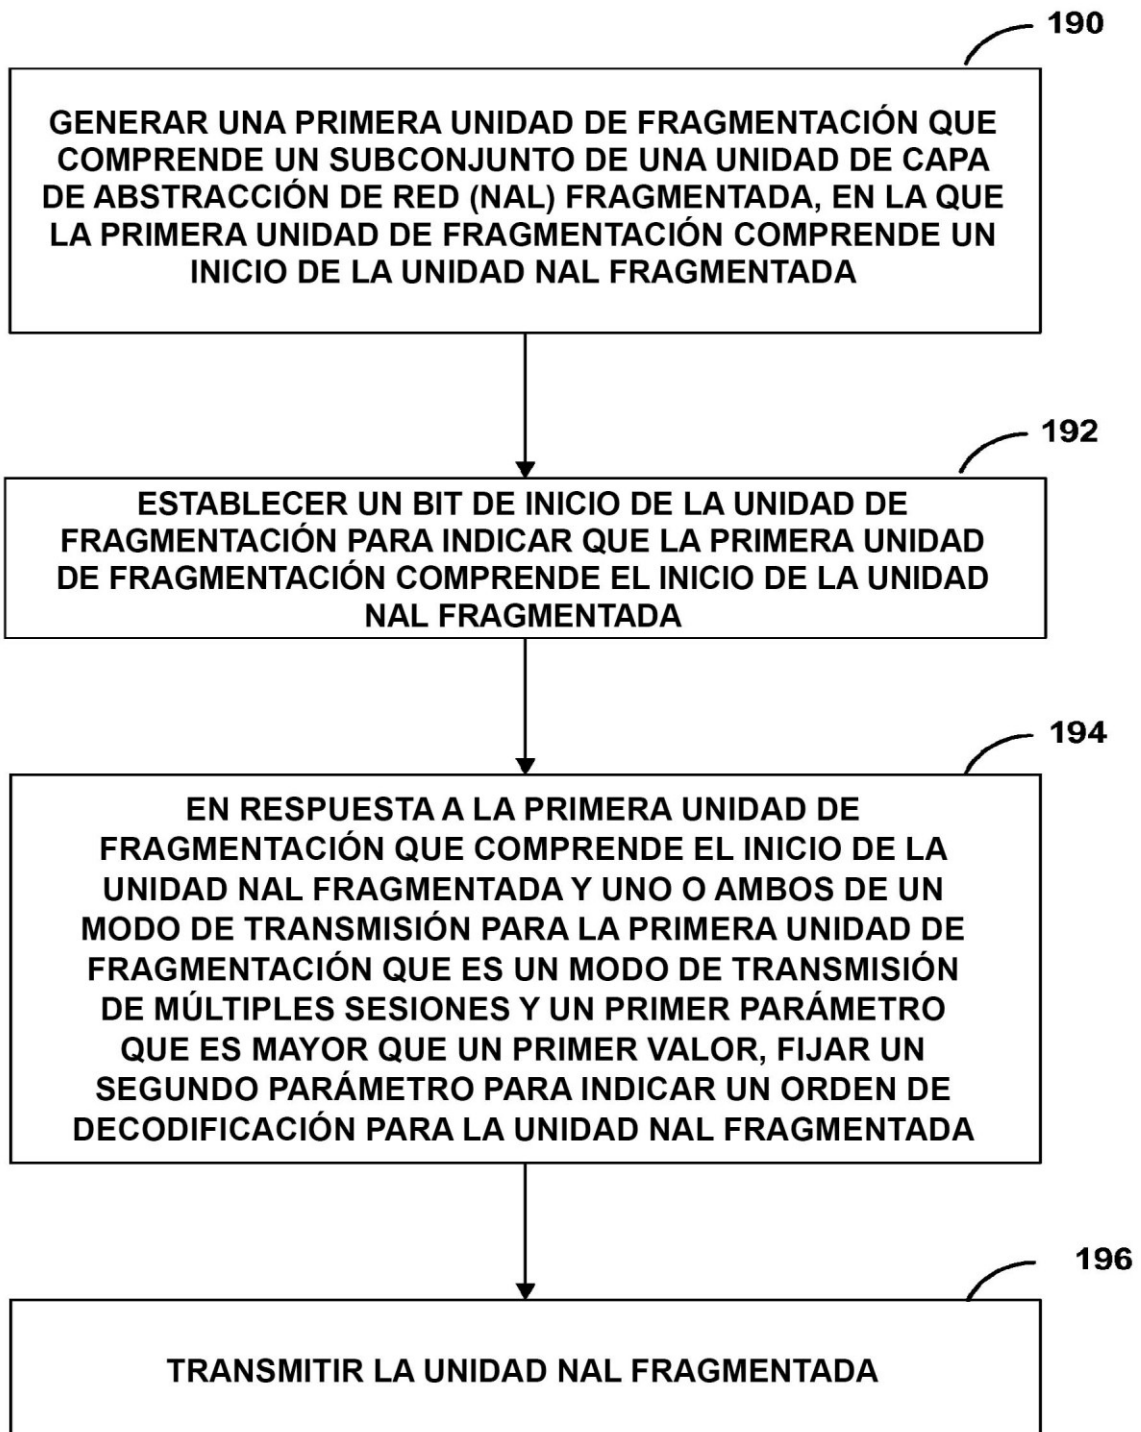 190
GENERAR UNA PRIMERA UNIDAD DE FRAGMENTACIÓN QUE
COMPRENDE UN SUBCONJUNTO DE UNA UNIDAD DE CAPA
DE ABSTRACCIÓN DE RED (NAL) FRAGMENTADA, EN LA QUE
LA PRIMERA UNIDAD DE FRAGMENTACIÓN COMPRENDE UN
INICIO DE LA UNIDAD NAL FRAGMENTADA
192
ESTABLECER UN BIT DE INICIO DE LA UNIDAD DE
FRAGMENTACIÓN PARA INDICAR QUE LA PRIMERA UNIDAD
DE FRAGMENTACIÓN COMPRENDE EL INICIO DE LA UNIDAD
NAL FRAGMENTADA
194
EN RESPUESTA A LA PRIMERA UNIDAD DE
FRAGMENTACIÓN QUE COMPRENDE EL INICIO DE LA
UNIDAD NAL FRAGMENTADA Y UNO O AMBOS DE UN
MODO DE TRANSMISIÓN PARA LA PRIMERA UNIDAD DE
FRAGMENTACIÓN QUE ES UN MODO DE TRANSMISIÓN
DE MÚLTIPLES SESIONES Y UN PRIMER PARÁMETRO
QUE ES MAYOR QUE UN PRIMER VALOR, FIJAR UN
SEGUNDO PARÁMETRO PARA INDICAR UN ORDEN DE
DECODIFICACIÓN PARA LA UNIDAD NAL FRAGMENTADA
196
TRANSMITIR LA UNIDAD NAL FRAGMENTADA